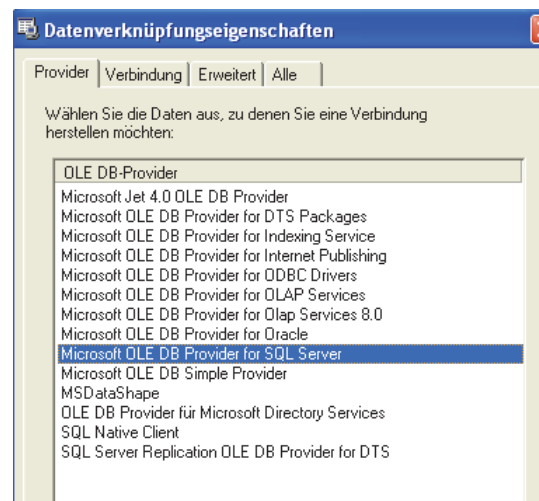 Datenverknüpfungseigenschaften
Provider Verbindung Erweitert Alle
Wählen Sie die Daten aus, zu denen Sie eine Verbindung
herstellen möchten:
OLE DB-Provider
Microsoft Jet 4.0 OLE DB Provider
Microsoft OLE DB Provider for DTS Packages
Microsoft OLE DB Provider for Indexing Service
Microsoft OLE DB Provider for Internet Publishing
Microsoft OLE DB Provider for ODBC Drivers
Microsoft OLE DB Provider for OLAP Services
Microsoft OLE DB Provider for Olap Services 8.0
Microsoft OLE DB Provider for Oracle
Microsoft OLE DB Provider for SQL Server
Microsoft OLE DB Simple Provider
MSDataShape
OLE DB Provider für Microsoft Directory Services
SQL Native Client
SQL Server Replication OLE DB Provider for DTS